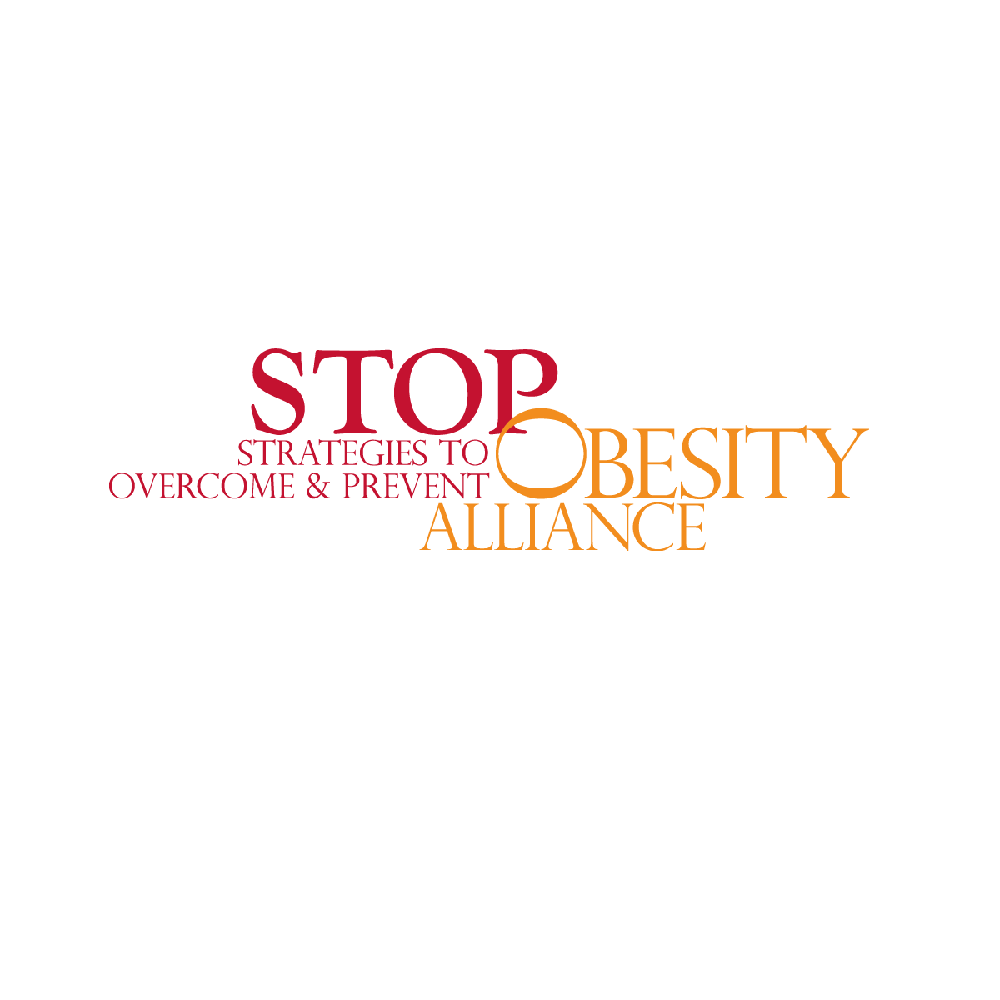 STOP
STRATEGIES TO
OVERCOME & PREVENT
OBESITY
ALLIANCE